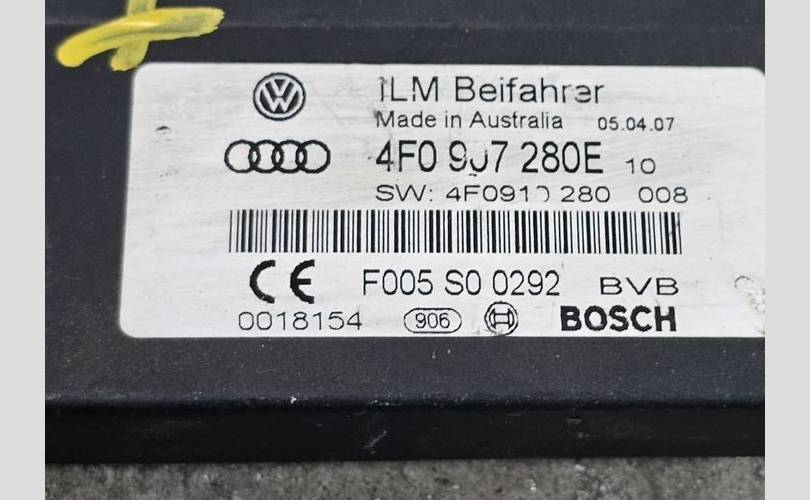 ILM Beifahrer
Made in Australia 05.04.07
4F0 907 280E 10
SW: 4F0910 280 008
CE F005 S0 0292 BVB
0018154 906 BOSCH